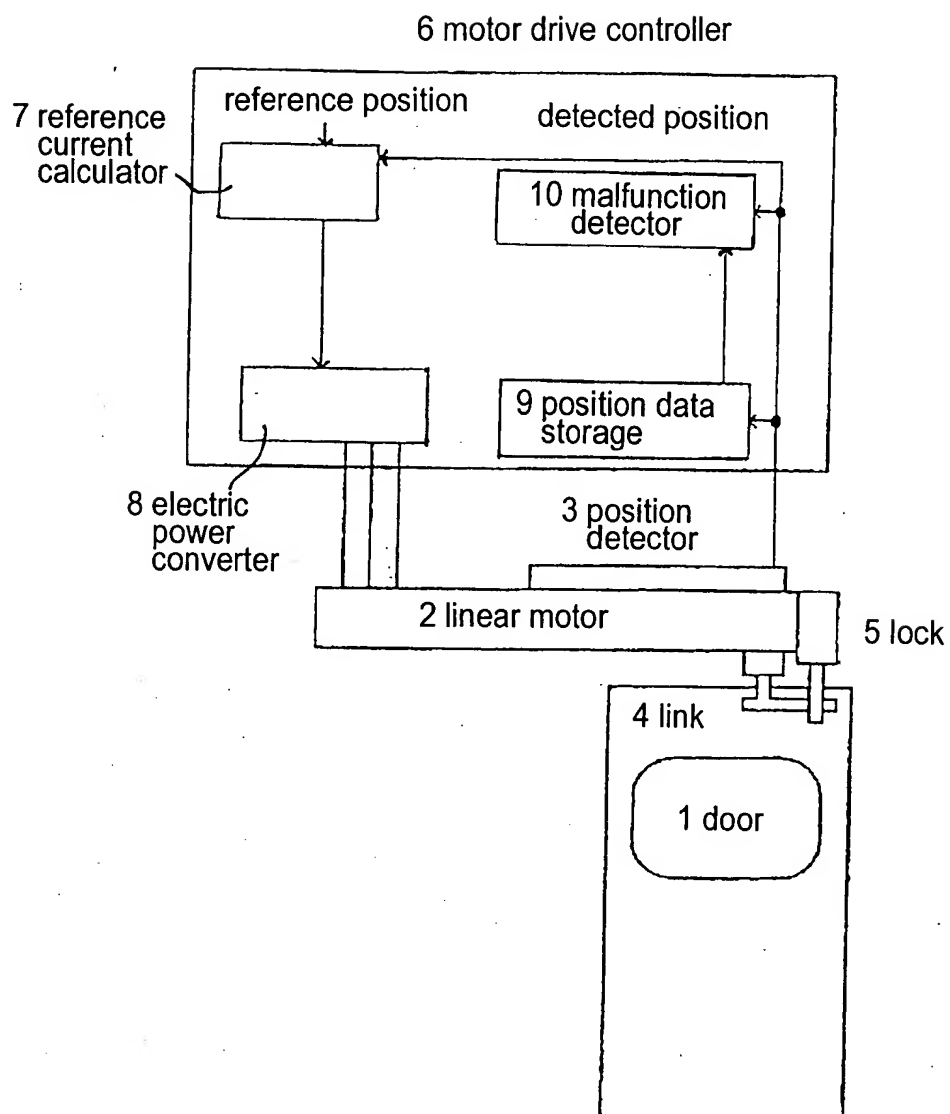 6 motor drive controller
reference position
7 reference
current
calculator
detected position
10 malfunction
detector
9 position data
storage
8 electric
power
converter
3 position
detector
2 linear motor
5 lock
4 link
1 door